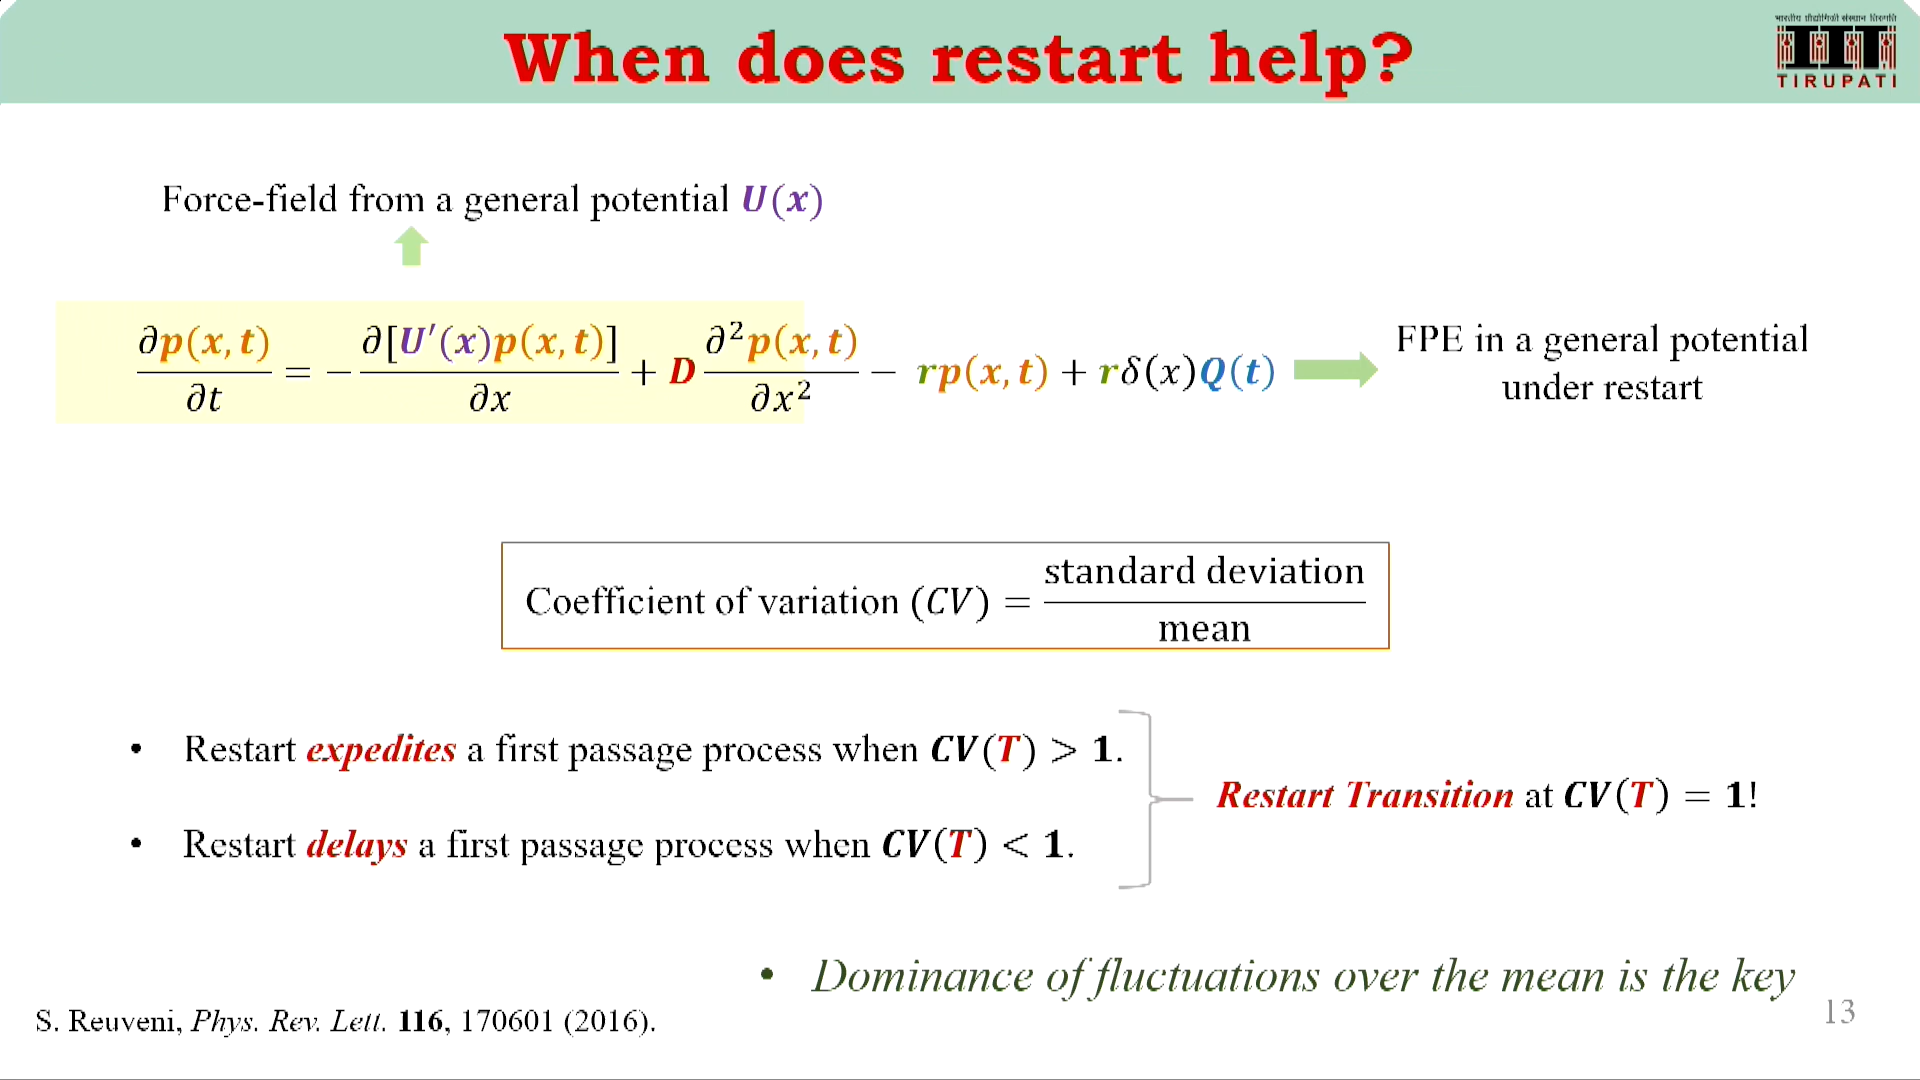 When does restart help?
TIRUPATI
Force-field from a general potential U(x)
∂p(x, t)/∂t = − ∂[U′(x)p(x, t)]/∂x + D ∂²p(x, t)/∂x² − rp(x, t) + rδ(x)Q(t)
FPE in a general potential
under restart
Coefficient of variation (CV) = standard deviation/mean
• Restart expedites a first passage process when CV(T) > 1.
Restart Transition at CV(T) = 1!
• Restart delays a first passage process when CV(T) < 1.
• Dominance of fluctuations over the mean is the key
S. Reuveni, Phys. Rev. Lett. 116, 170601 (2016).
13